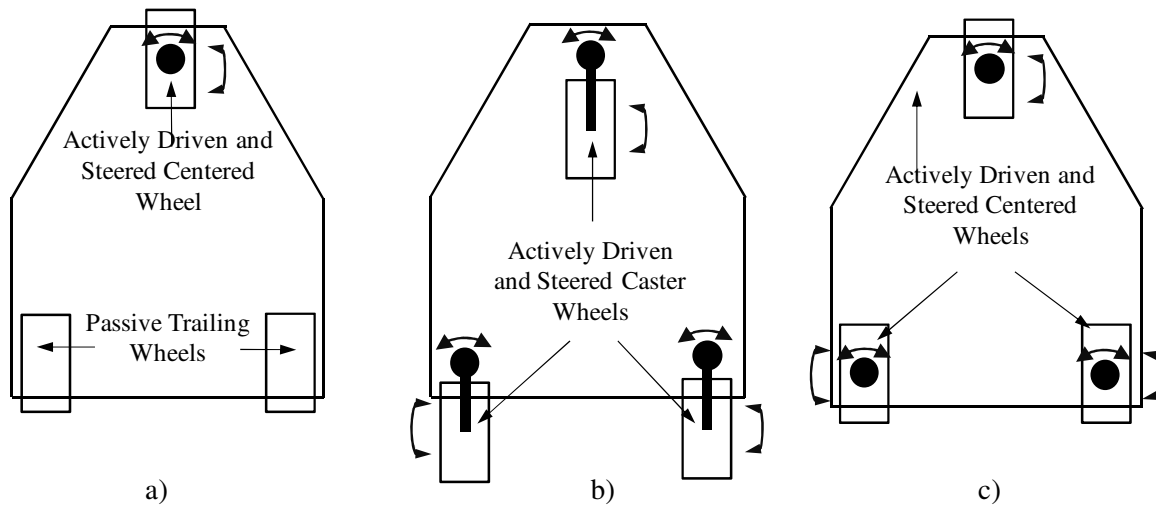 Actively Driven and
Steered Centered
Wheel
Passive Trailing
Wheels
a)
Actively Driven
and Steered Caster
Wheels
b)
Actively Driven and
Steered Centered
Wheels
c)